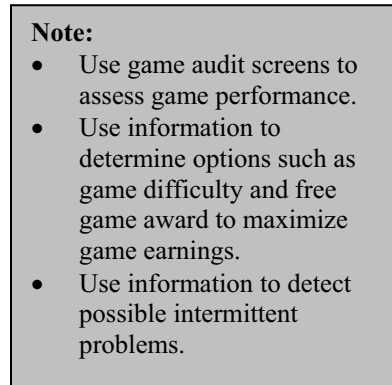 Note:
• Use game audit screens to
assess game performance.
• Use information to
determine options such as
game difficulty and free
game award to maximize
game earnings.
• Use information to detect
possible intermittent
problems.